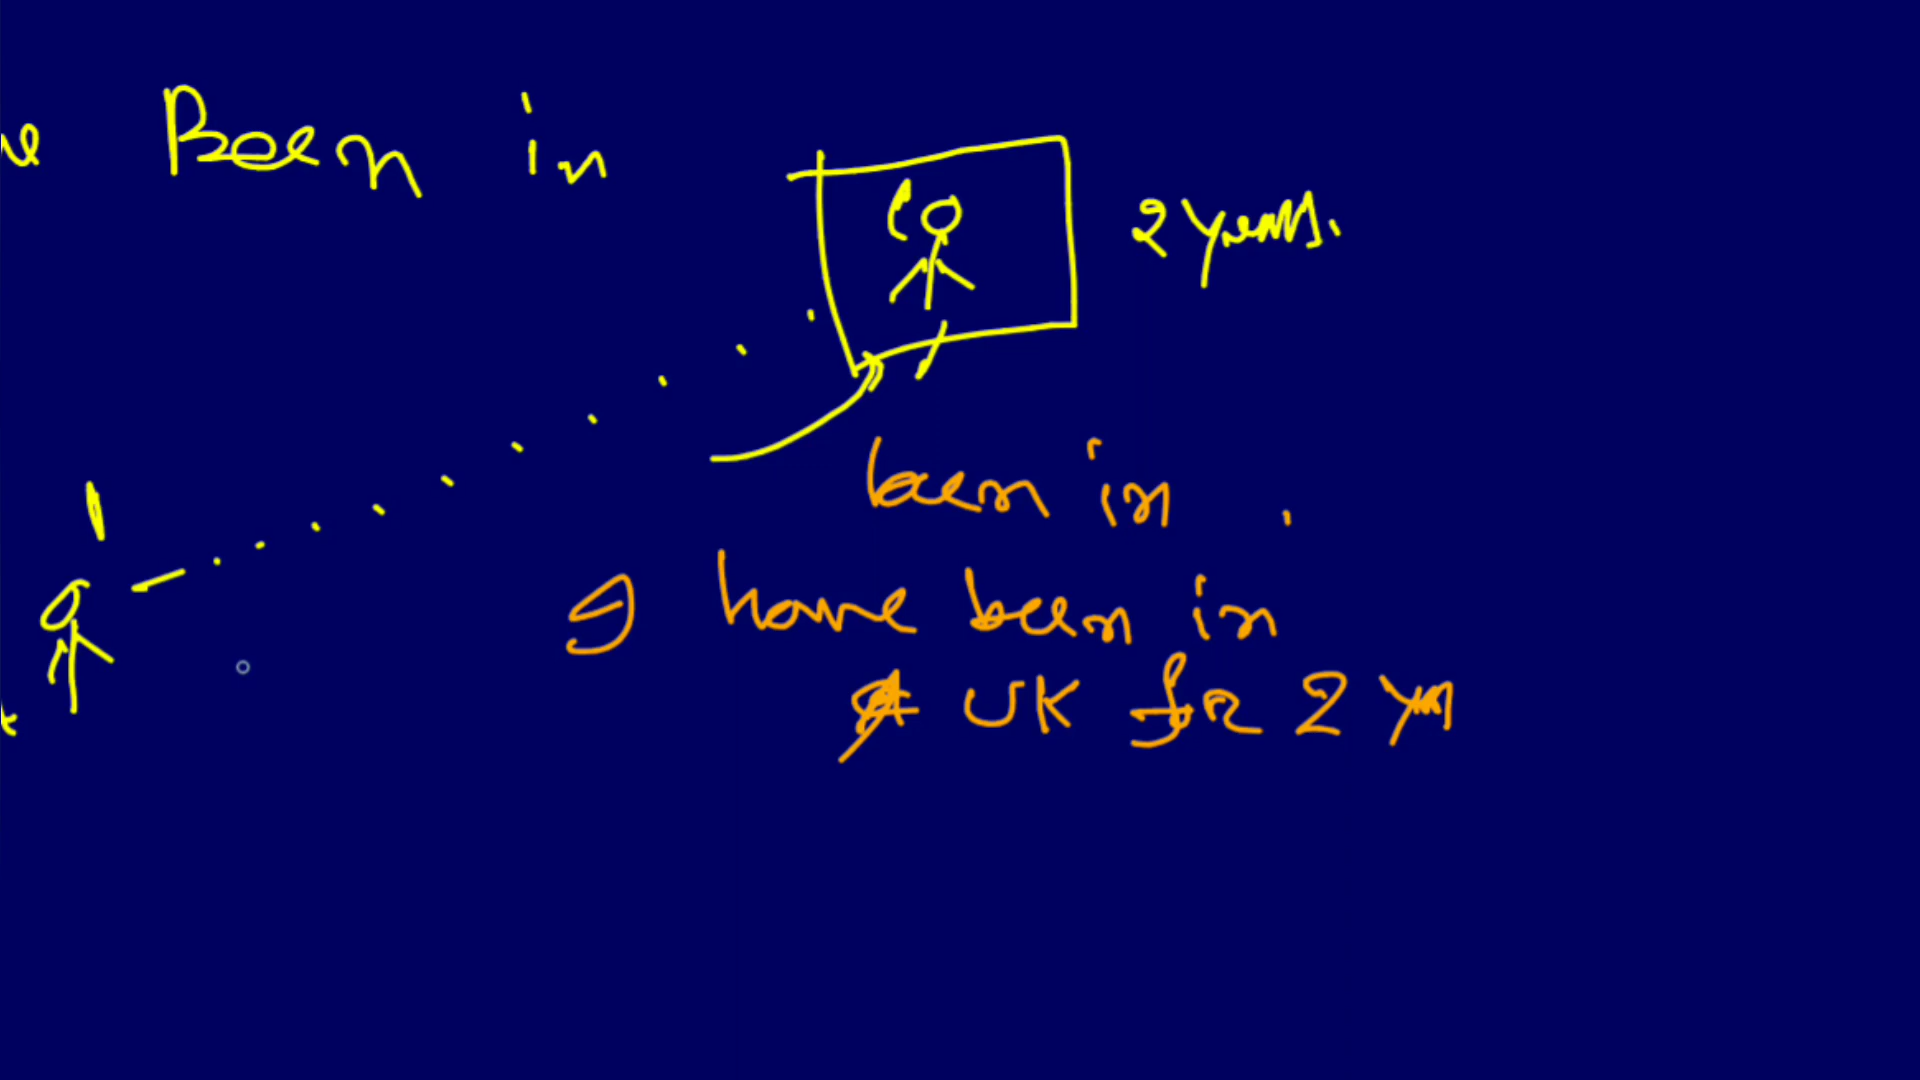 Been in
2 years.
been in .
I have been in
UK for 2 yrs